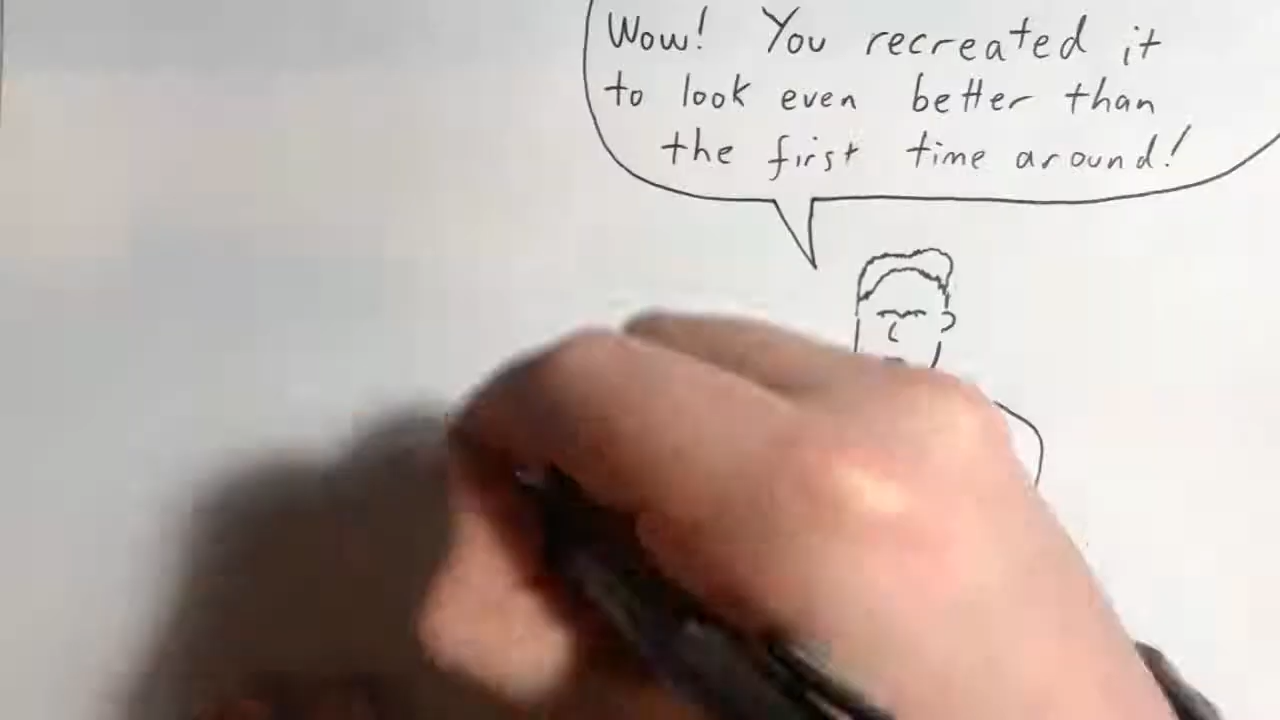 Wow! You recreated it
to look even better than
the first time around!